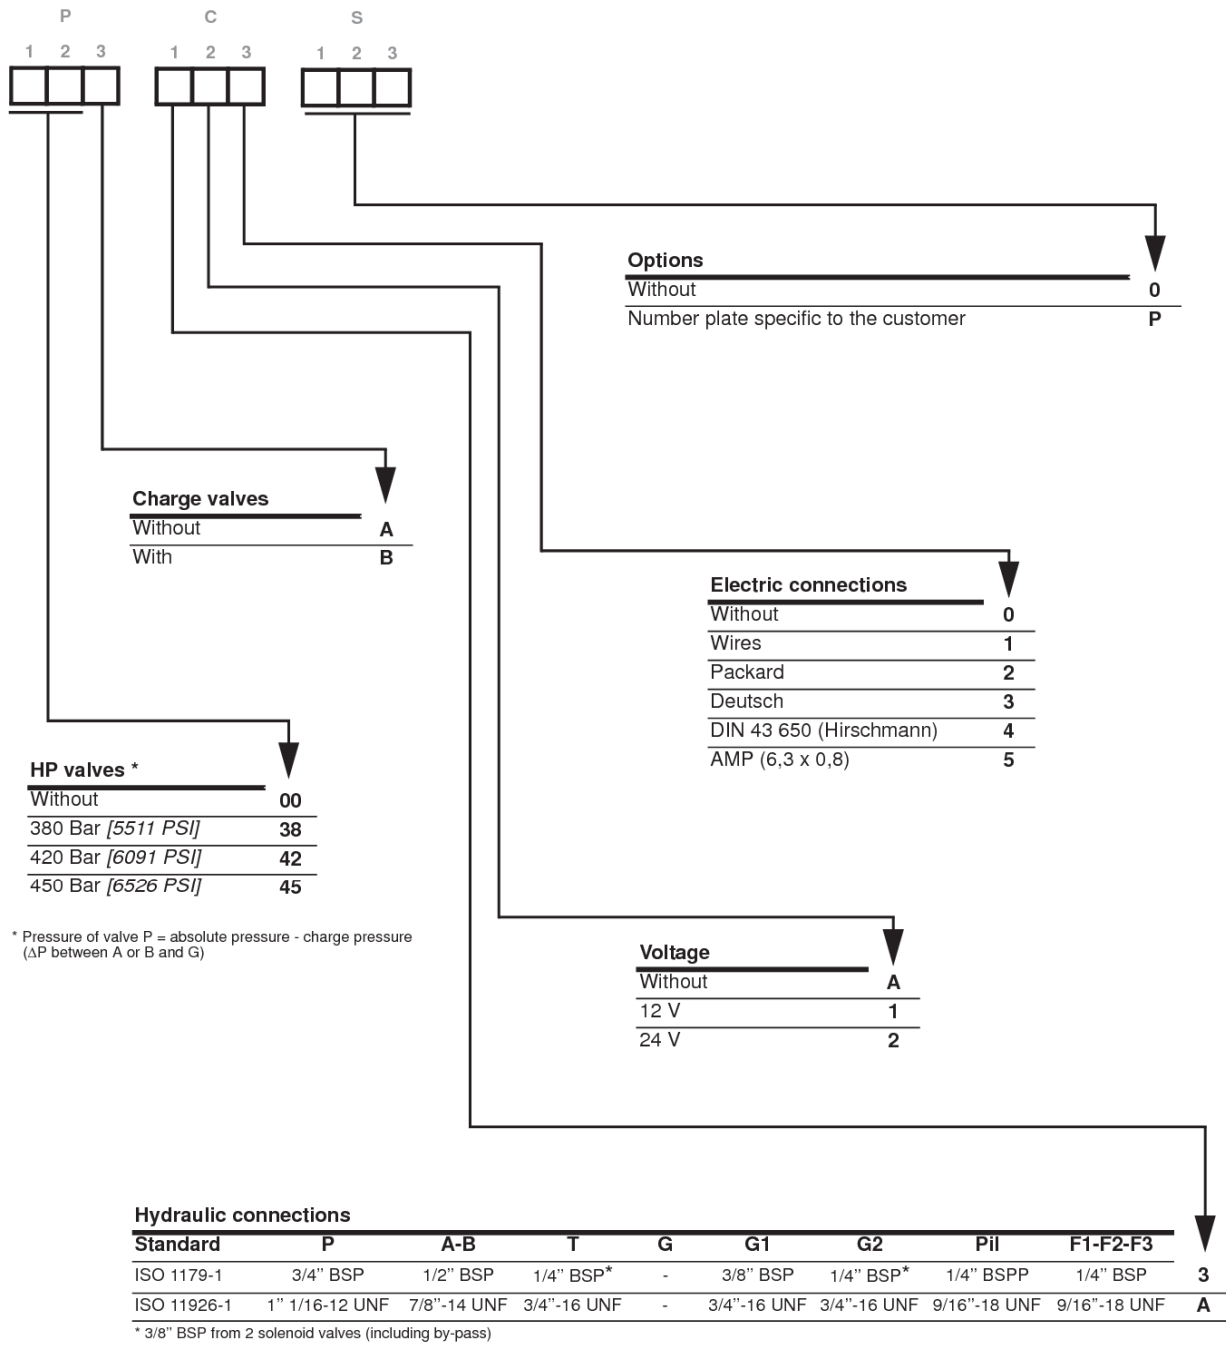 P C S
1 2 3 1 2 3 1 2 3
Options
Without 0
Number plate specific to the customer P
Charge valves
Without A
With B
Electric connections
Without 0
Wires 1
Packard 2
Deutsch 3
DIN 43 650 (Hirschmann) 4
AMP (6,3 x 0,8) 5
HP valves *
Without 00
380 Bar [5511 PSI] 38
420 Bar [6091 PSI] 42
450 Bar [6526 PSI] 45
* Pressure of valve P = absolute pressure - charge pressure
(ΔP between A or B and G)
Voltage
Without A
12 V 1
24 V 2
Hydraulic connections
Standard P A-B T G G1 G2 Pil F1-F2-F3
ISO 1179-1 3/4” BSP 1/2” BSP 1/4” BSP* - 3/8” BSP 1/4” BSP* 1/4” BSPP 1/4” BSP 3
ISO 11926-1 1” 1/16-12 UNF 7/8”-14 UNF 3/4”-16 UNF - 3/4”-16 UNF 3/4”-16 UNF 9/16”-18 UNF 9/16”-18 UNF A
* 3/8” BSP from 2 solenoid valves (including by-pass)